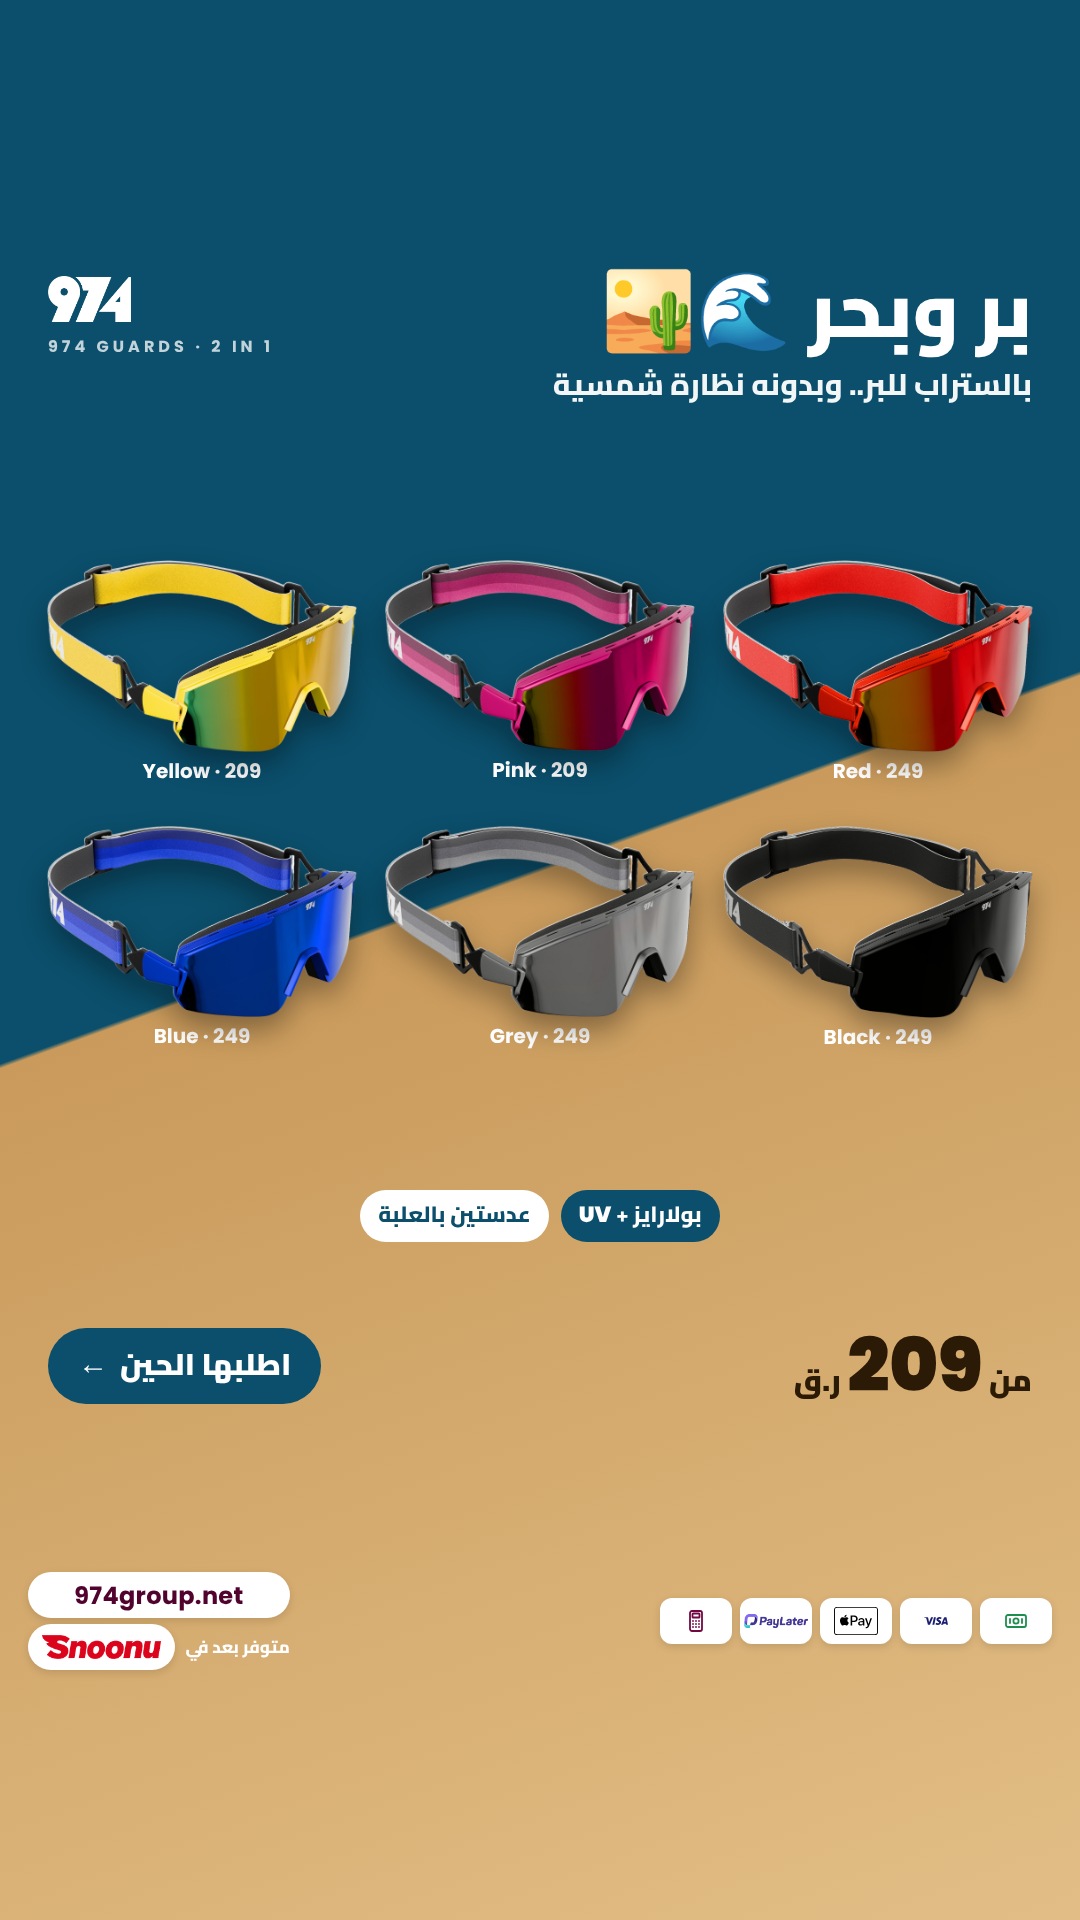 974
974 GUARDS · 2 IN 1
بر وبحر 🌊🏜️
بالستراب للبر.. وبدونه نظارة شمسية
Yellow · 209
Pink · 209
Red · 249
Blue · 249
Grey · 249
Black · 249
بولارايز + UV
عدستين بالعلبة
من 209 ر.ق
اطلبها الحين ←
974group.net
متوفر بعد في Snoonu
PayLater
Pay
VISA